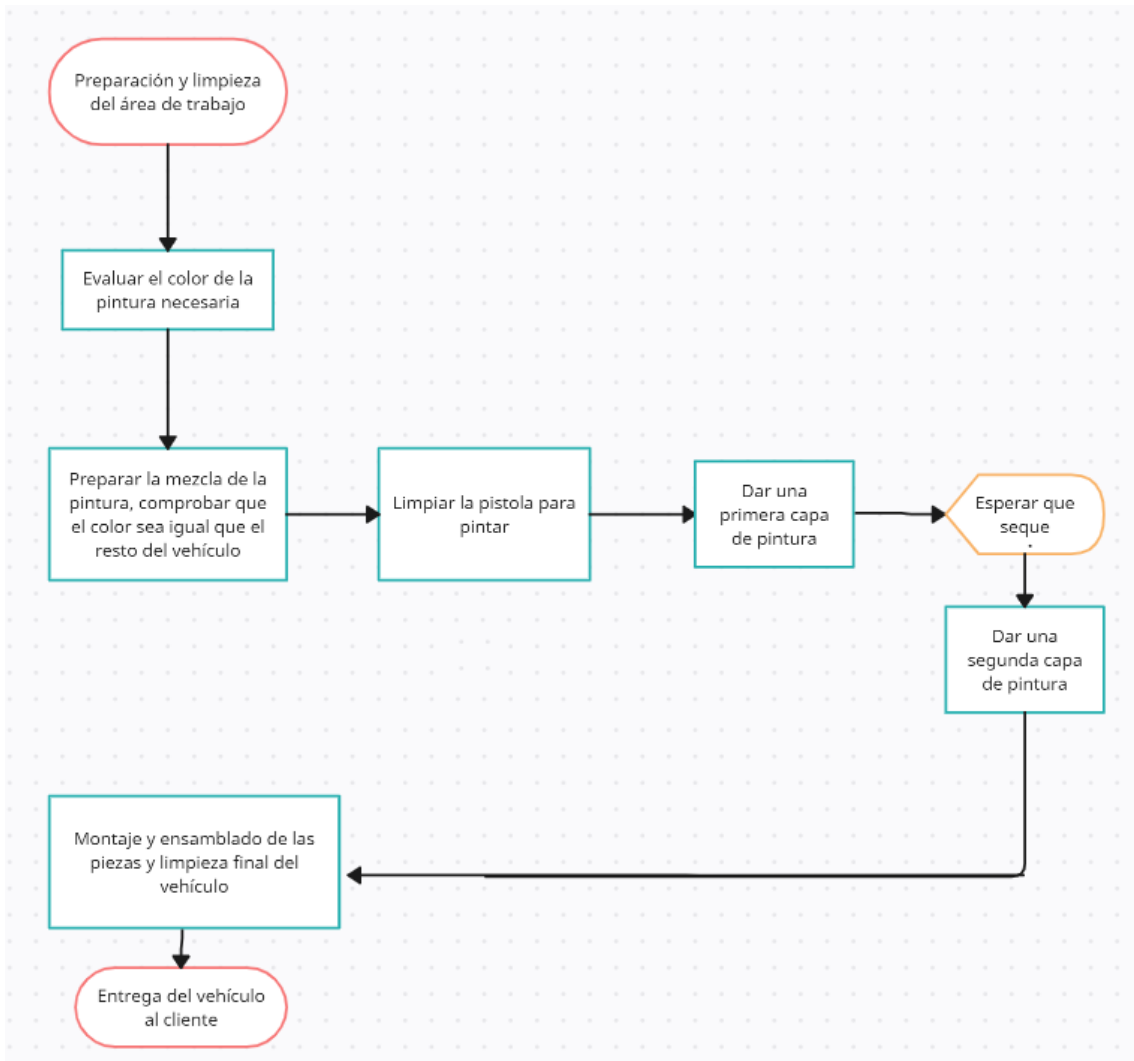 Preparación y limpieza
del área de trabajo
Evaluar el color de la
pintura necesaria
Preparar la mezcla de la
pintura, comprobar que
el color sea igual que el
resto del vehículo
Limpiar la pistola para
pintar
Dar una
primera capa
de pintura
Esperar que
seque
.
Dar una
segunda capa
de pintura
Montaje y ensamblado de las
piezas y limpieza final del
vehículo
Entrega del vehículo
al cliente